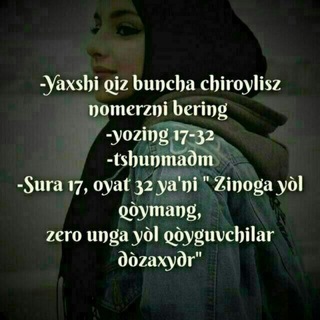 -Yaxshi qiz buncha chiroylisz
nomerzni bering
-yozing 17-32
-tshunmadm
-Sura 17, oyat 32 ya'ni " Zinoga yòl
qòymang,
zero unga yòl qòyguvchilar
dòzaxydr"